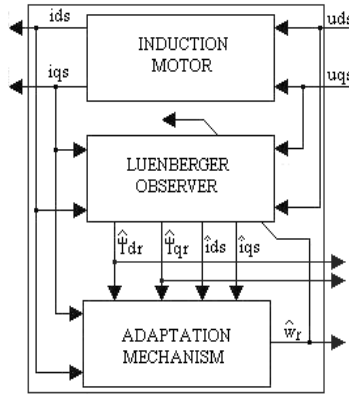 ids
uds
INDUCTION
MOTOR
iqs
uqs
LUENBERGER
OBSERVER
Ψ̂dr
Ψ̂qr
îds
îqs
ADAPTATION
MECHANISM
ŵr